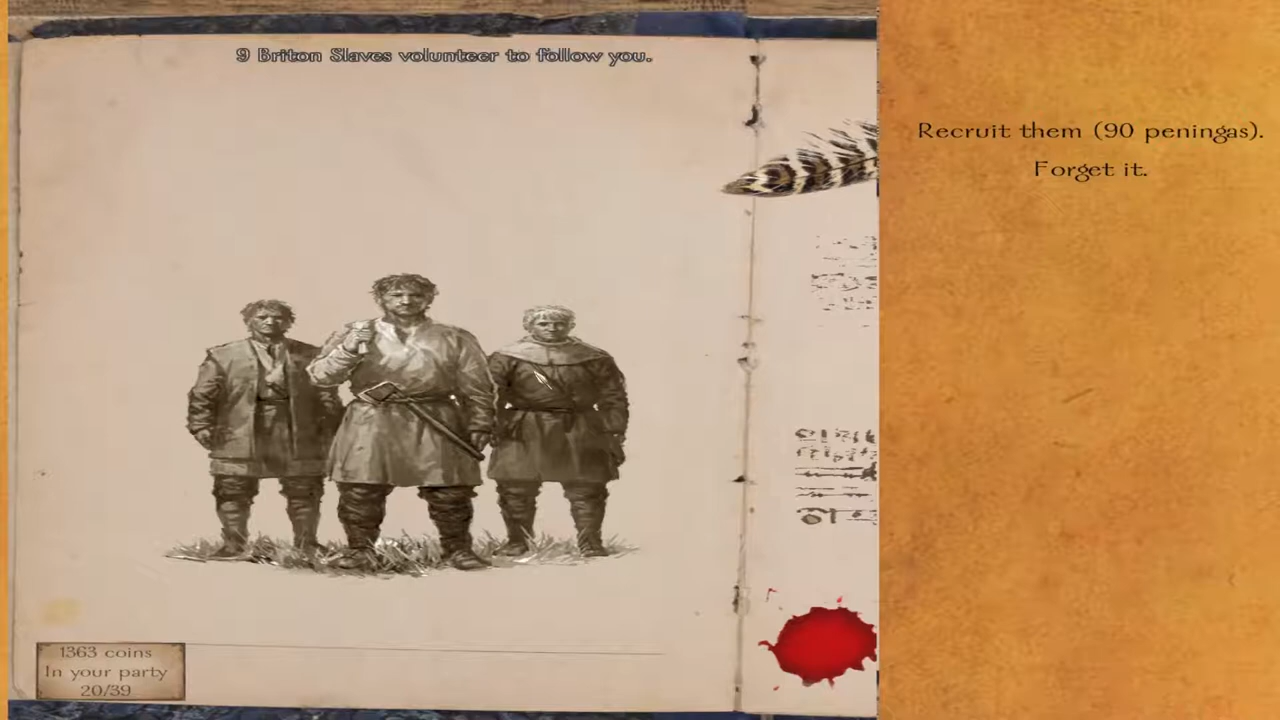 9 Briton Slaves volunteer to follow you.
Recruit them (90 peningas).
Forget it.
1363 coins
In your party
20/39